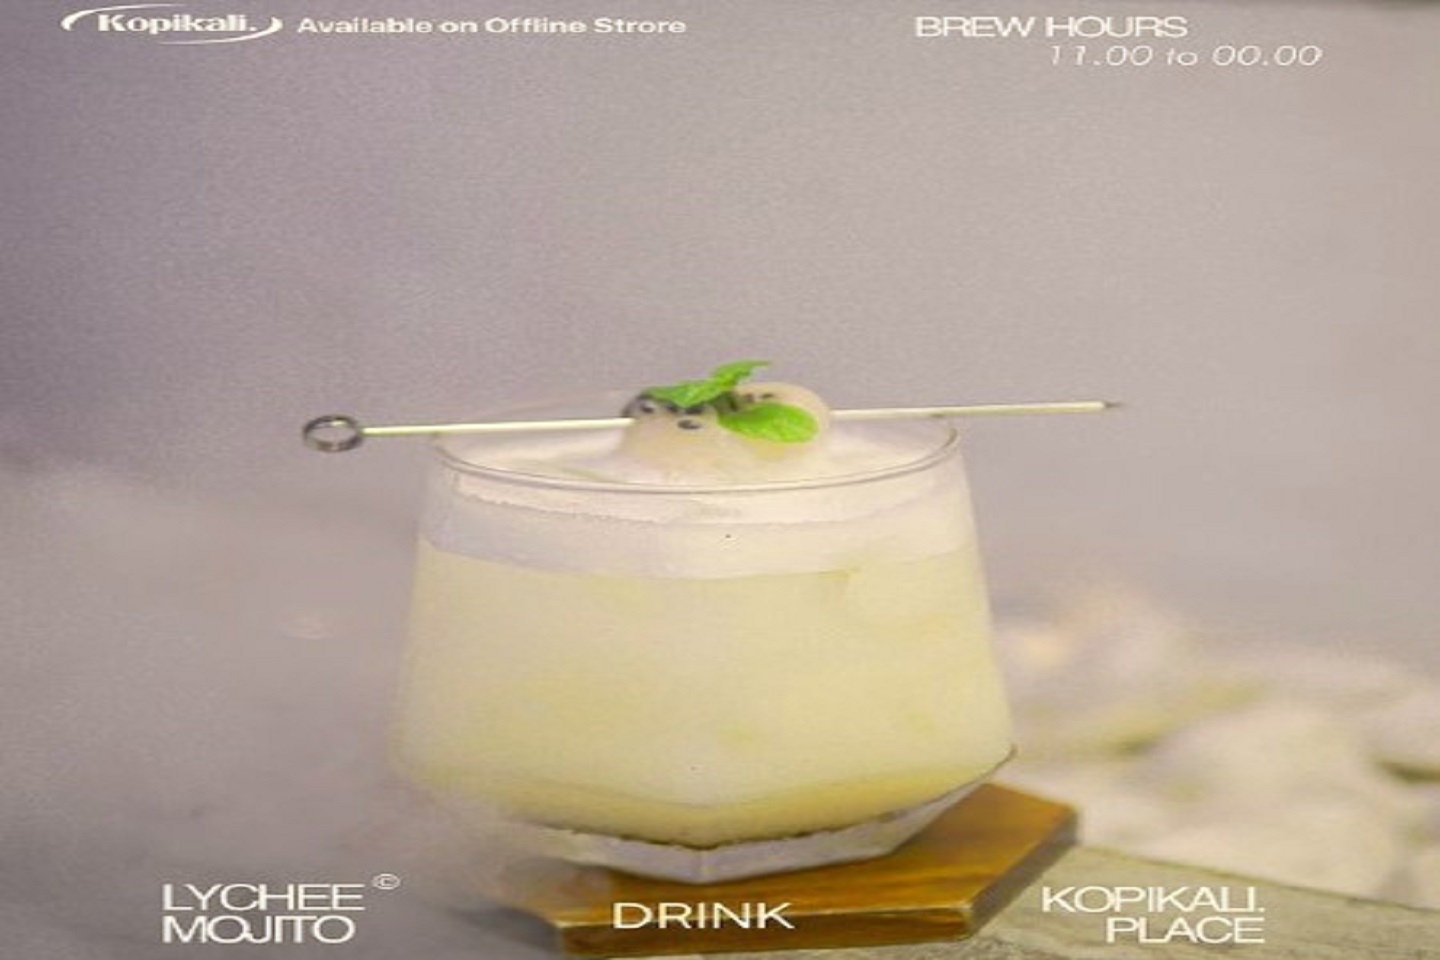 Kopikali. Available on Offline Strore
BREW HOURS
11.00 to 00.00
LYCHEE ©
MOJITO
DRINK
KOPIKALI.
PLACE